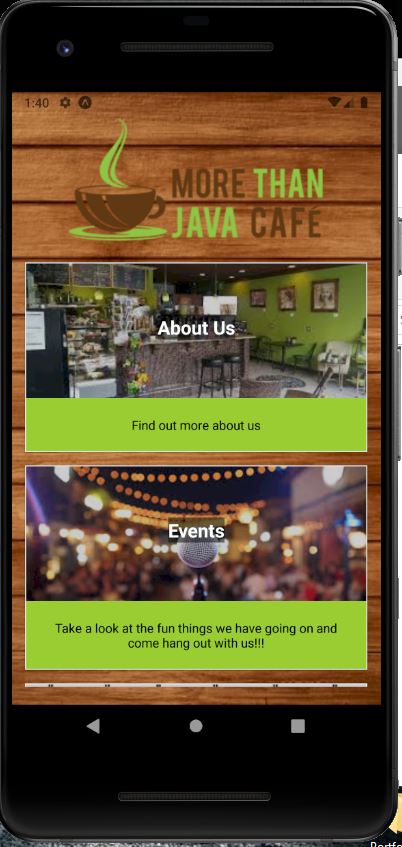 1:40
MORE THAN
JAVA CAFÉ
About Us
Find out more about us
Events
Take a look at the fun things we have going on and
come hang out with us!!!